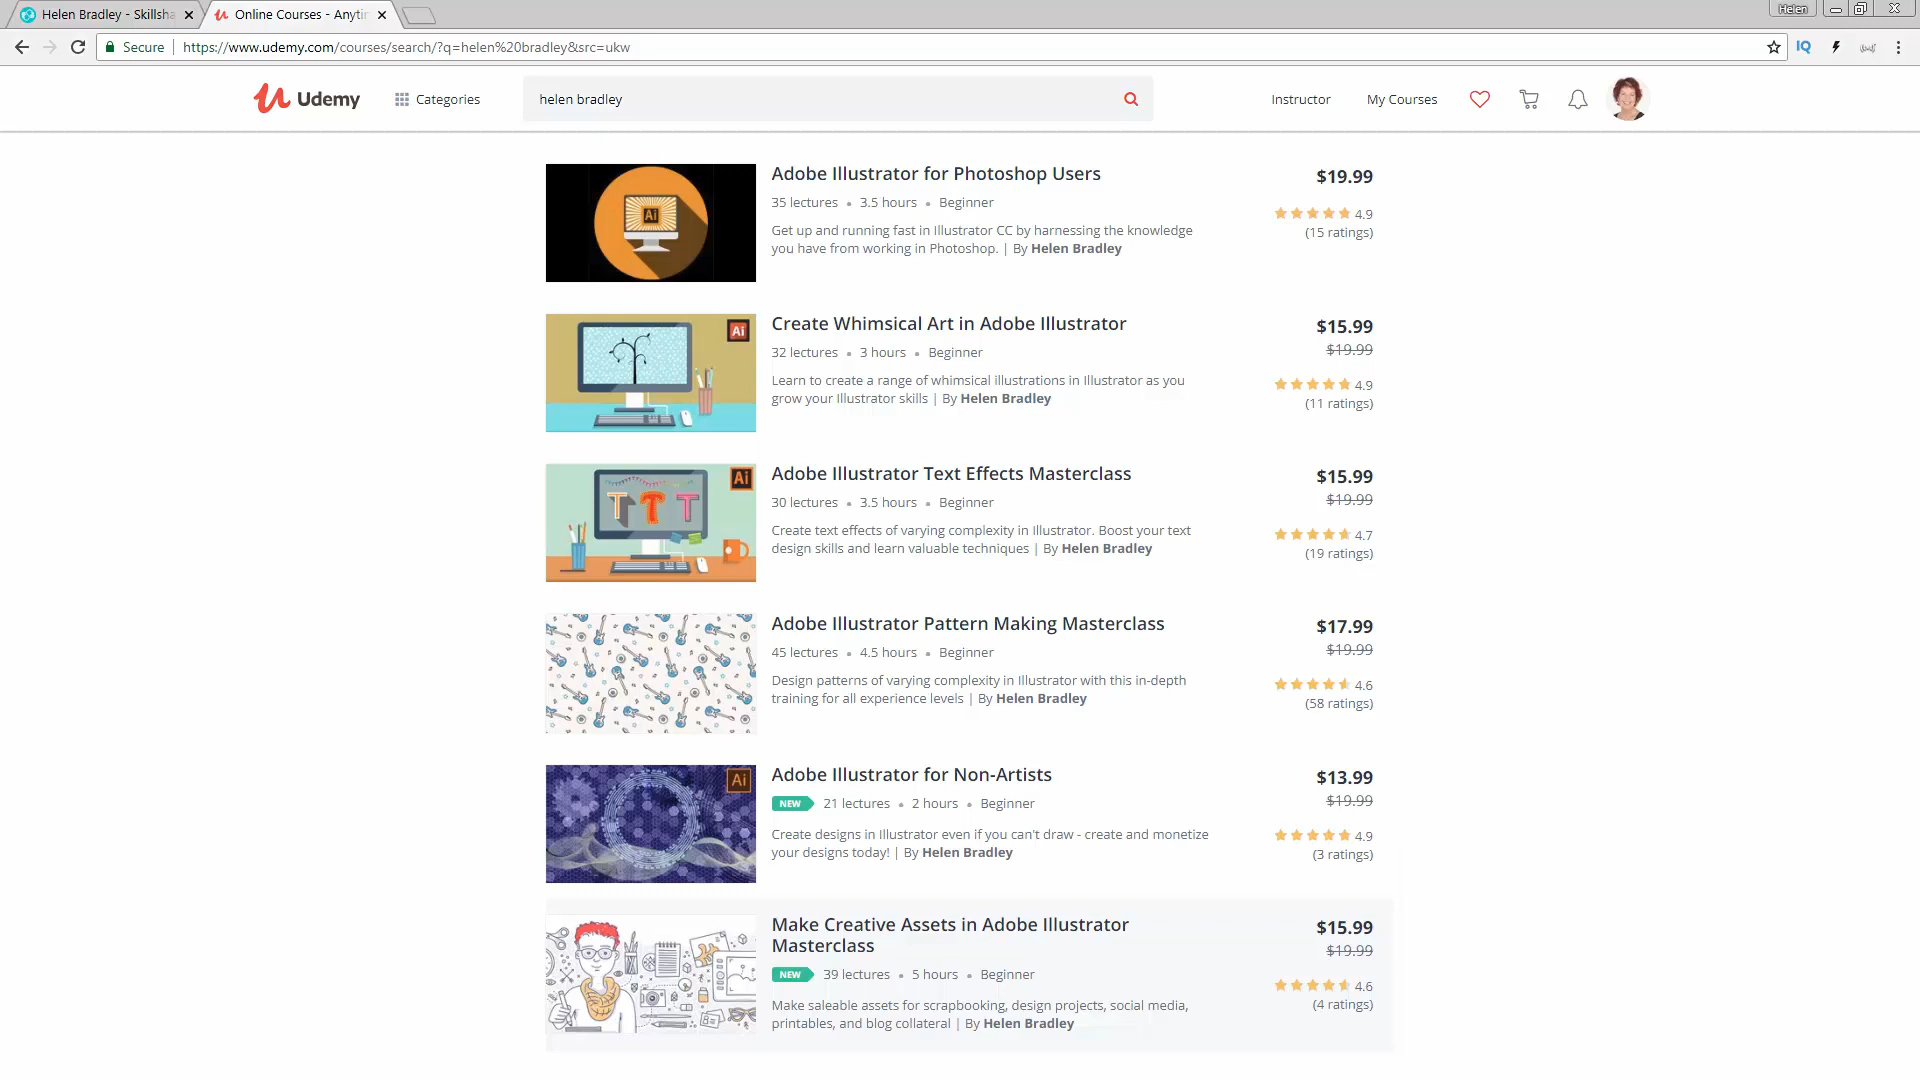 Helen Bradley - Skillsha
Online Courses - Anytin
Helen
Secure
https://www.udemy.com/courses/search/?q=helen%20bradley&src=ukw
IQ
Udemy
Categories
helen bradley
Instructor
My Courses
Ai
Adobe Illustrator for Photoshop Users
$19.99
35 lectures • 3.5 hours • Beginner
4.9
Get up and running fast in Illustrator CC by harnessing the knowledge
(15 ratings)
you have from working in Photoshop. | By Helen Bradley
Ai
Create Whimsical Art in Adobe Illustrator
$15.99
32 lectures • 3 hours • Beginner
$19.99
Learn to create a range of whimsical illustrations in Illustrator as you
4.9
grow your Illustrator skills | By Helen Bradley
(11 ratings)
Ai
T T T
Adobe Illustrator Text Effects Masterclass
$15.99
30 lectures • 3.5 hours • Beginner
$19.99
Create text effects of varying complexity in Illustrator. Boost your text
4.7
design skills and learn valuable techniques | By Helen Bradley
(19 ratings)
Adobe Illustrator Pattern Making Masterclass
$17.99
45 lectures • 4.5 hours • Beginner
$19.99
Design patterns of varying complexity in Illustrator with this in-depth
4.6
training for all experience levels | By Helen Bradley
(58 ratings)
Ai
Adobe Illustrator for Non-Artists
$13.99
NEW 21 lectures • 2 hours • Beginner
$19.99
Create designs in Illustrator even if you can't draw - create and monetize
4.9
your designs today! | By Helen Bradley
(3 ratings)
Make Creative Assets in Adobe Illustrator
Masterclass
$15.99
$19.99
NEW 39 lectures • 5 hours • Beginner
4.6
Make saleable assets for scrapbooking, design projects, social media,
(4 ratings)
printables, and blog collateral | By Helen Bradley